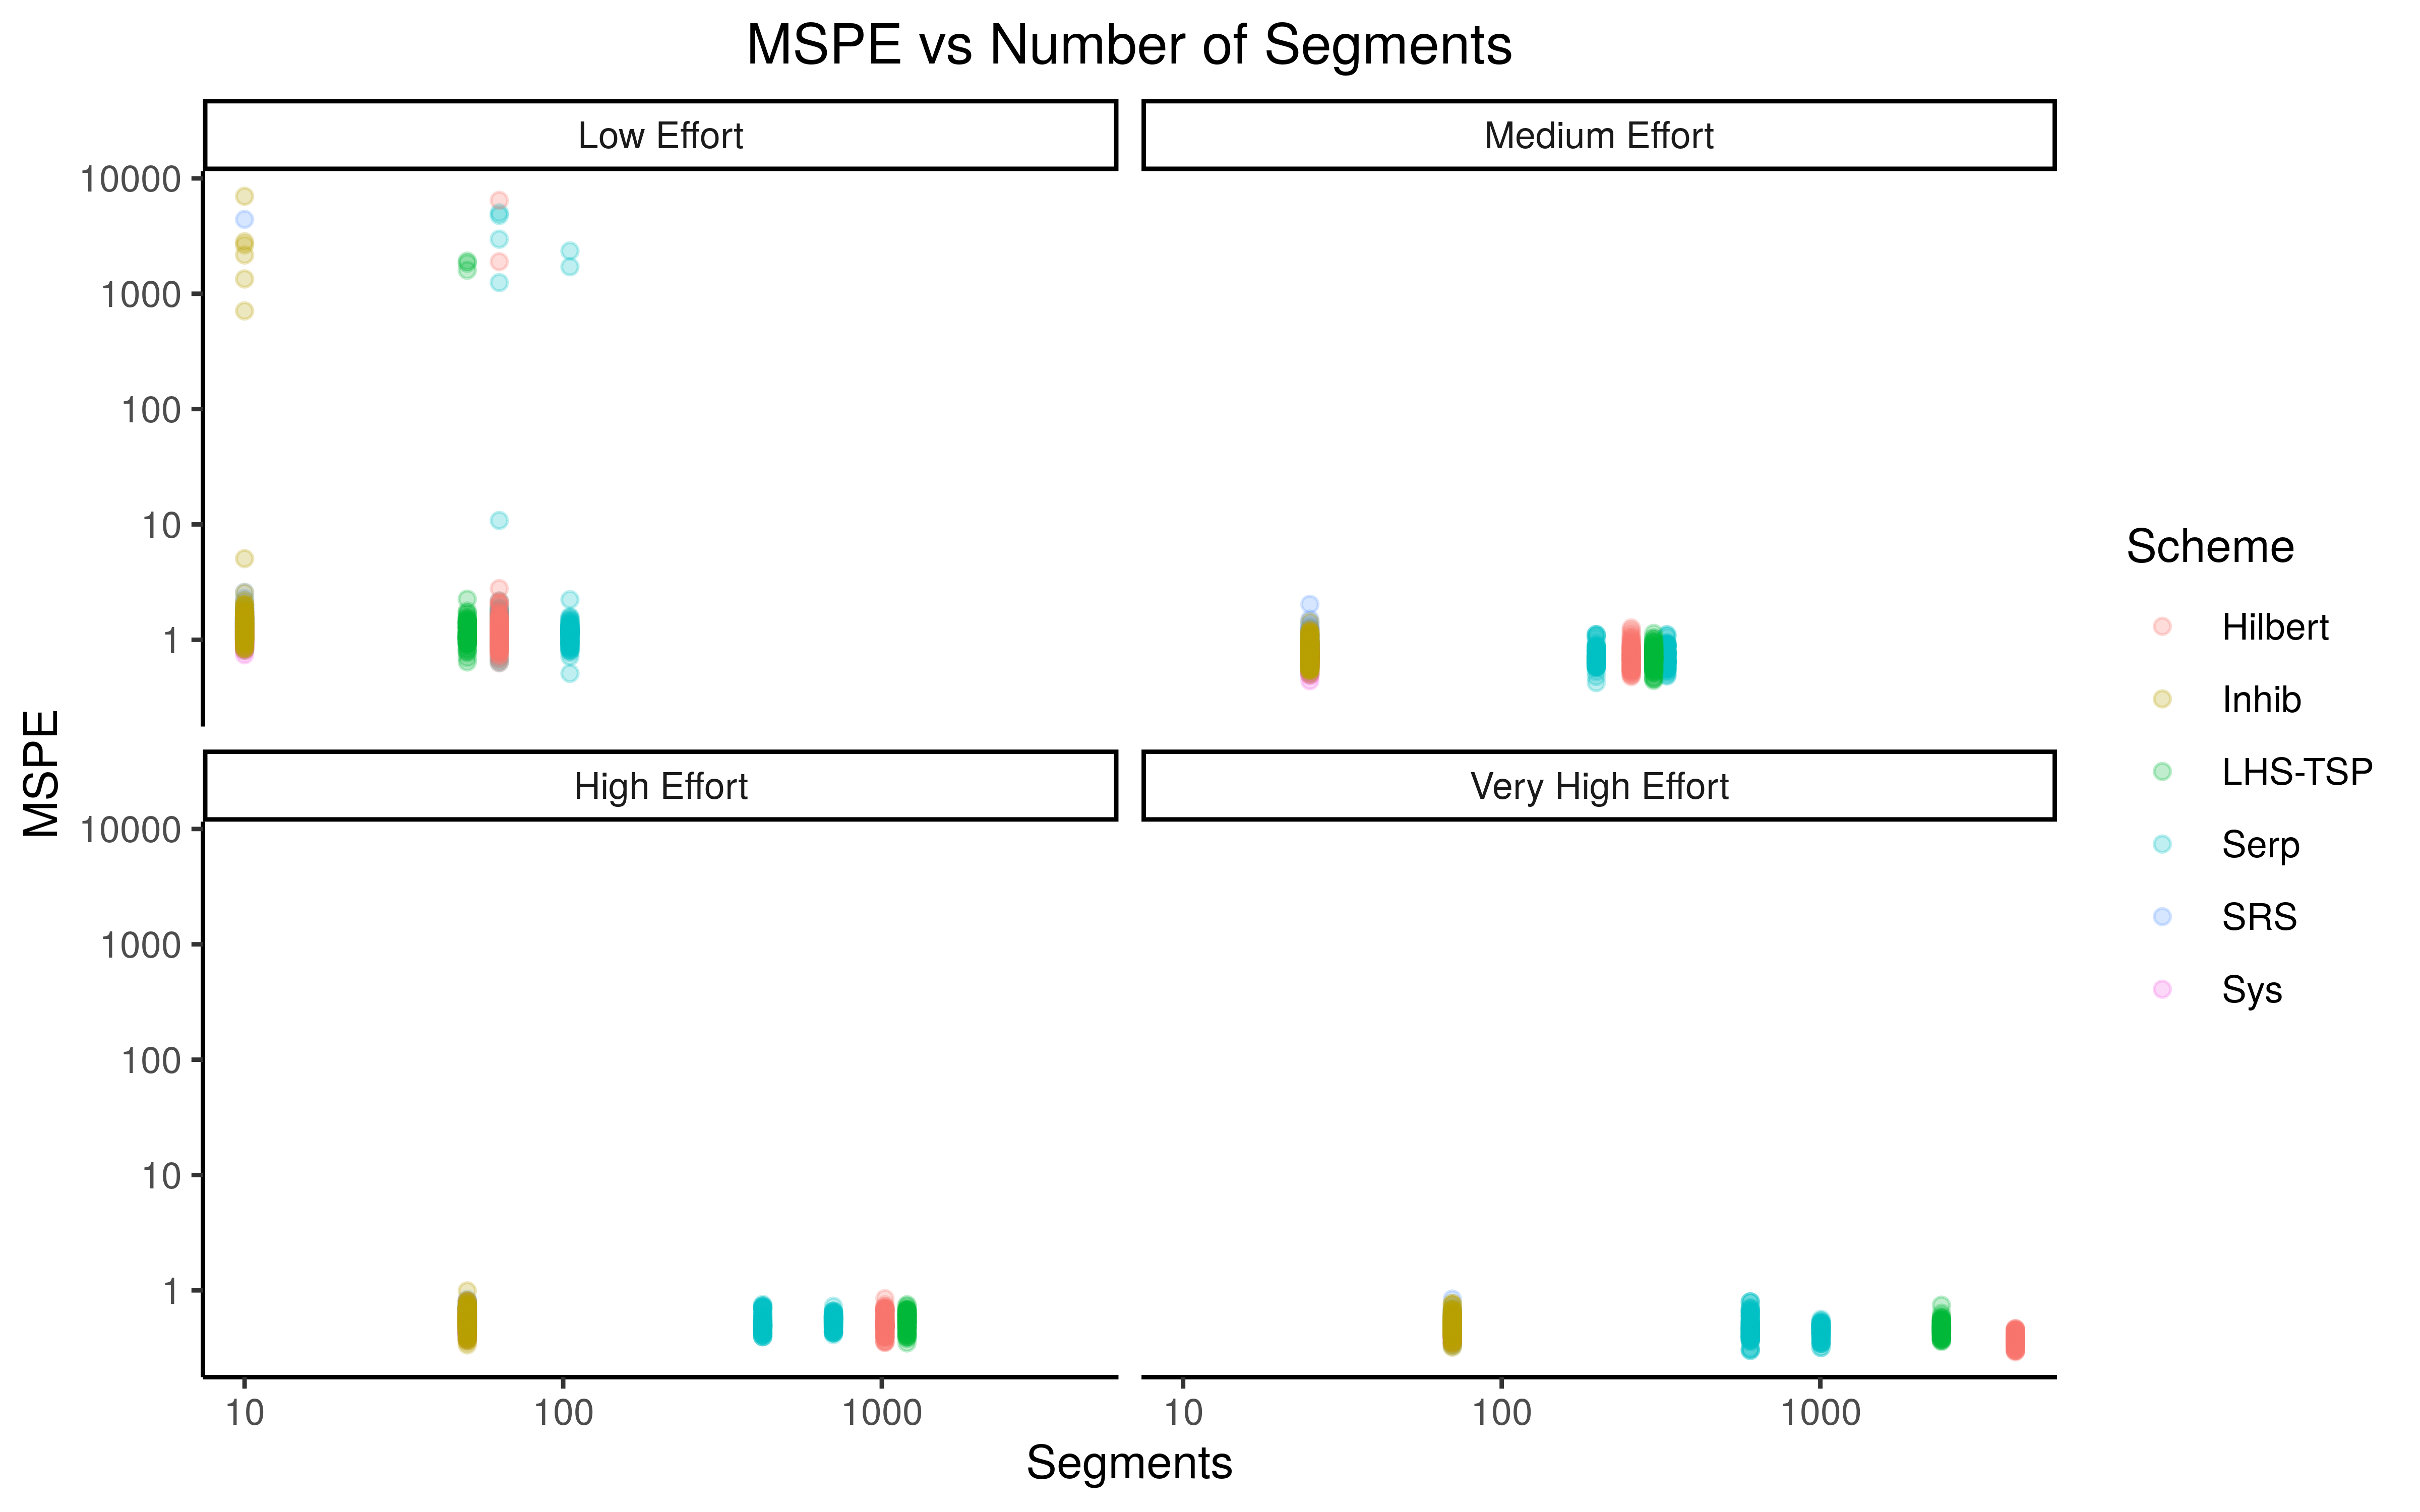 MSPE vs Number of Segments
Low Effort
Medium Effort
10000
1000
100
10
1
High Effort
Very High Effort
10000
1000
100
10
1
10
100
1000
10
100
1000
Segments
MSPE
Scheme
Hilbert
Inhib
LHS-TSP
Serp
SRS
Sys